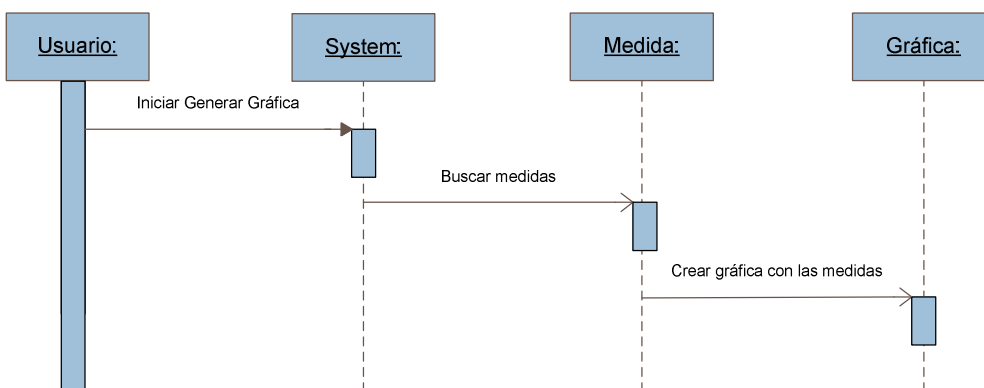 Usuario:
System:
Medida:
Gráfica:
Iniciar Generar Gráfica
Buscar medidas
Crear gráfica con las medidas